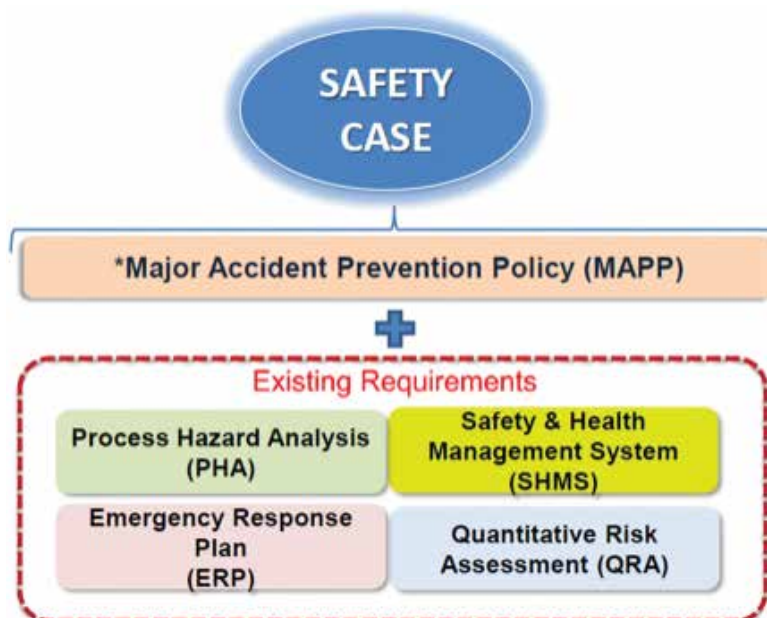 SAFETY
CASE
*Major Accident Prevention Policy (MAPP)
Existing Requirements
Process Hazard Analysis
(PHA)
Safety & Health
Management System
(SHMS)
Emergency Response
Plan
(ERP)
Quantitative Risk
Assessment (QRA)